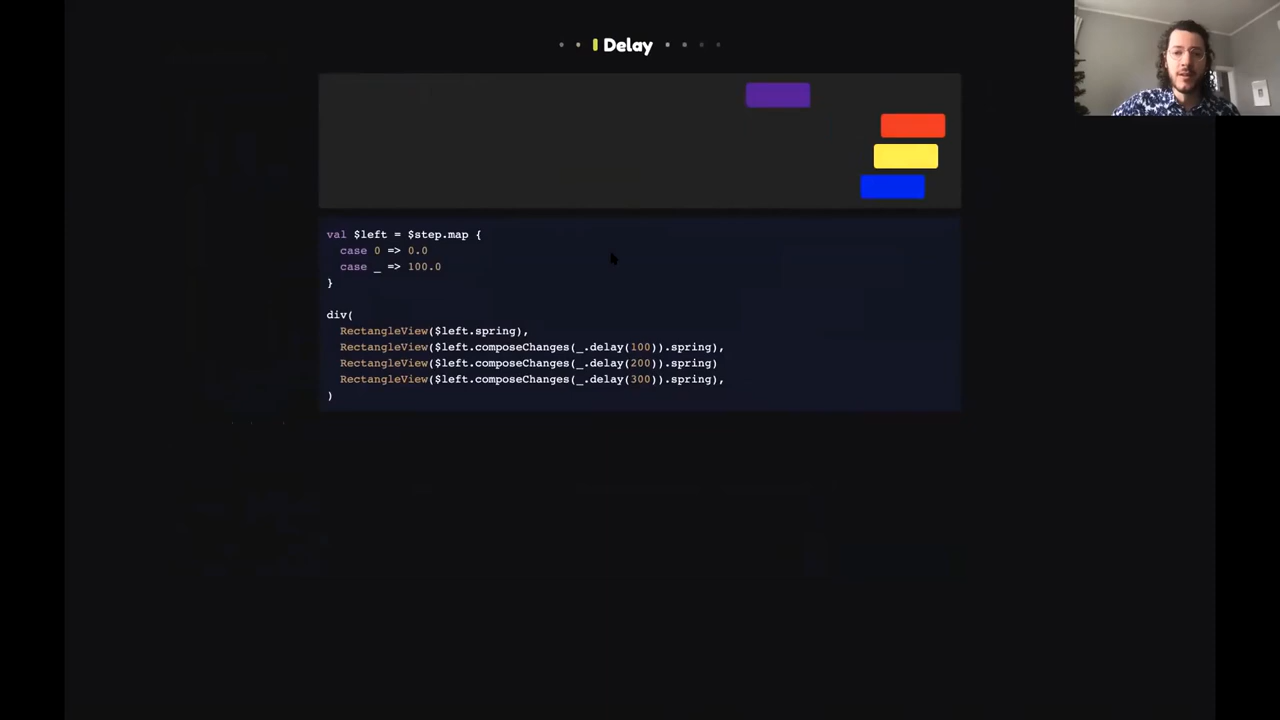 Delay
val $left = $step.map {
case 0 => 0.0
case _ => 100.0
}
div(
RectangleView($left.spring),
RectangleView($left.composeChanges(_.delay(100)).spring),
RectangleView($left.composeChanges(_.delay(200)).spring)
RectangleView($left.composeChanges(_.delay(300)).spring),
)